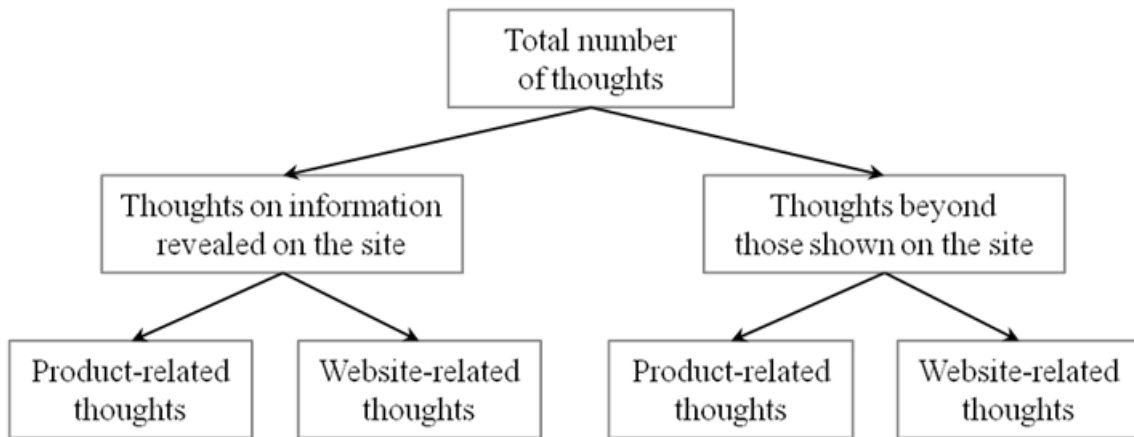 Total number
of thoughts
Thoughts on information
revealed on the site
Thoughts beyond
those shown on the site
Product-related
thoughts
Website-related
thoughts
Product-related
thoughts
Website-related
thoughts